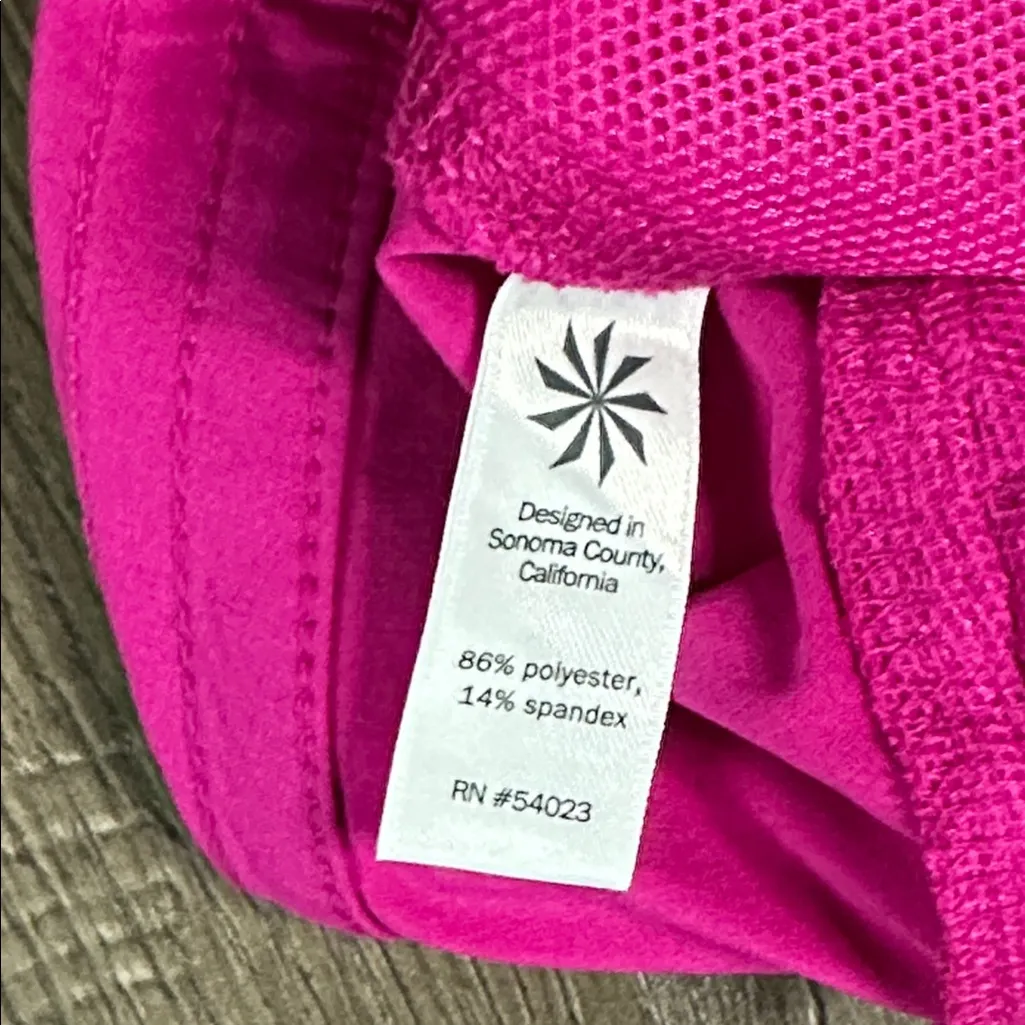 Designed in
Sonoma County,
California
86% polyester,
14% spandex
RN #54023